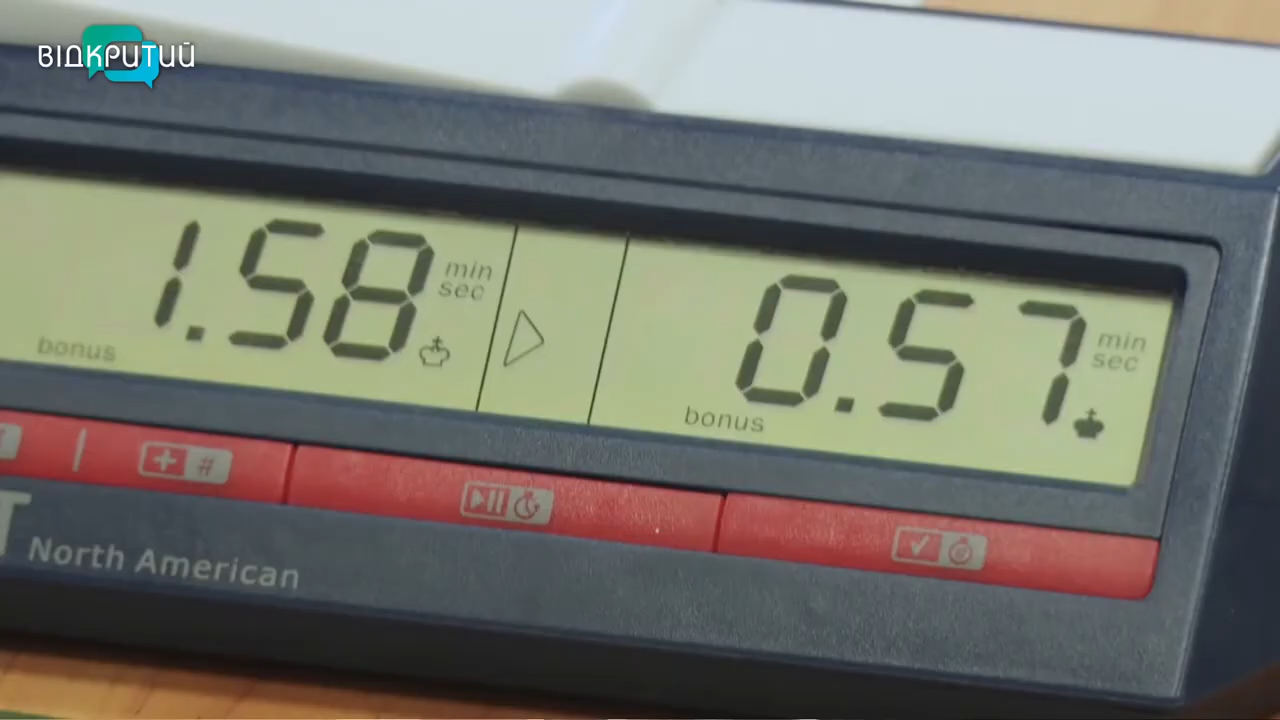 ВІДКРИТИЙ
1.58 min sec
bonus
0.57 min sec
bonus
+ #
T
North American